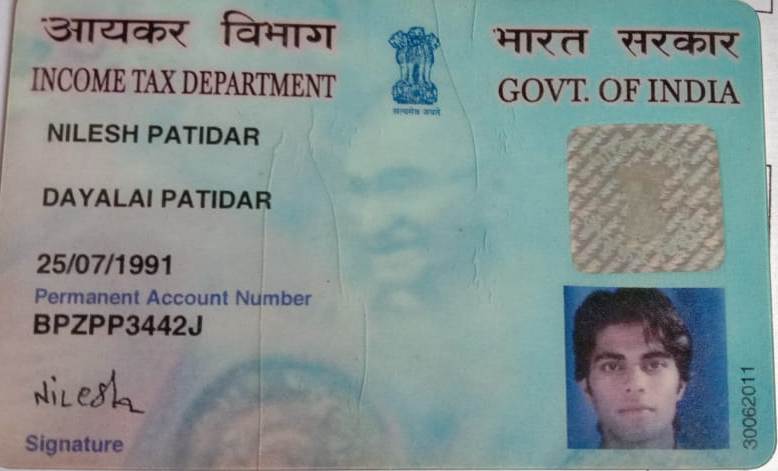 आयकर विभाग
INCOME TAX DEPARTMENT
सत्यमेव जयते
भारत सरकार
GOVT. OF INDIA
NILESH PATIDAR
DAYALAI PATIDAR
25/07/1991
Permanent Account Number
BPZPP3442J
Nilesh
Signature
30062011